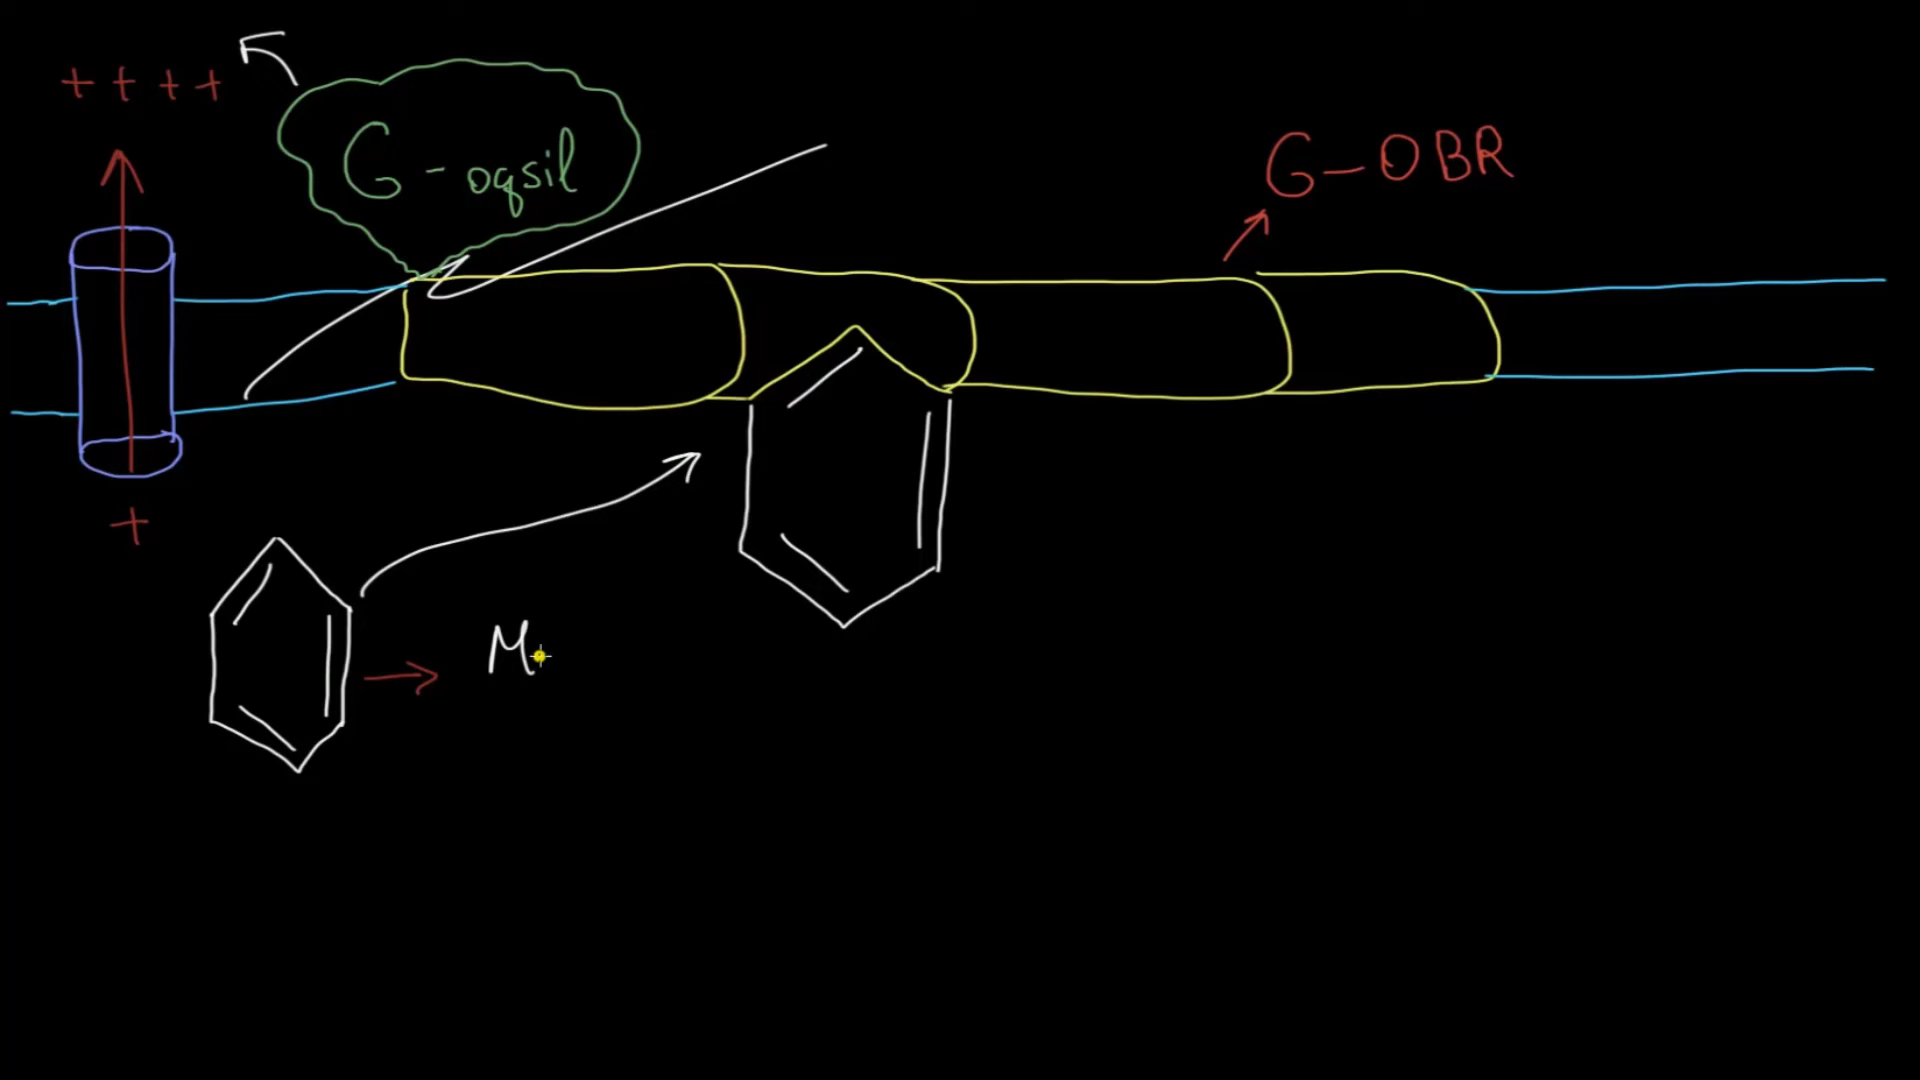 + + + +
G - oqsil
G - OBR
+
M